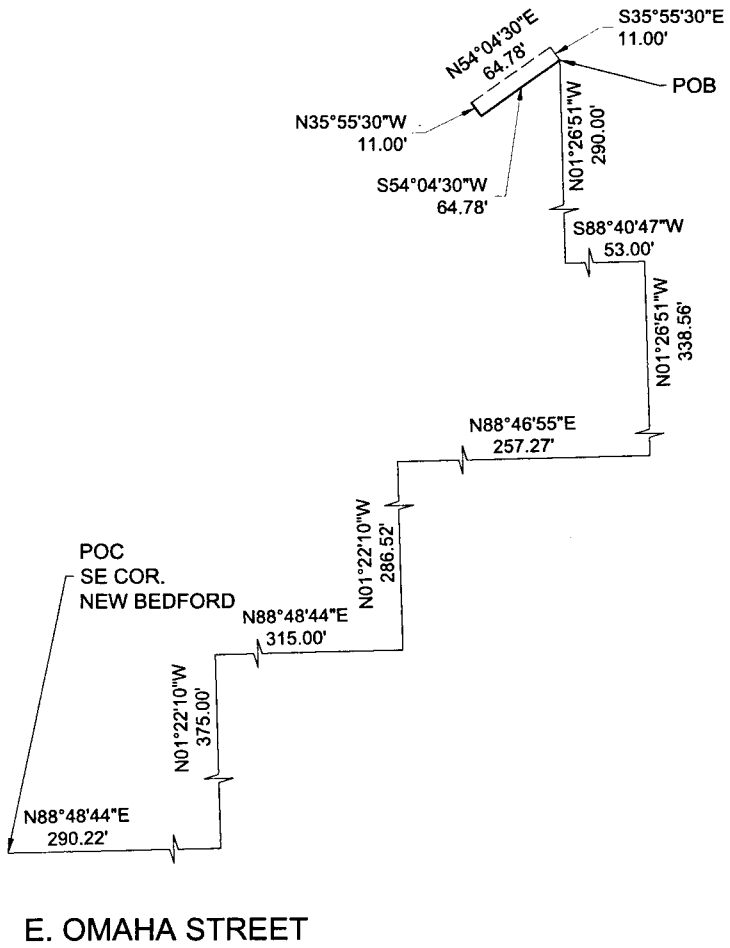 S35°55'30"E
11.00'
N54°04'30"E
64.78'
POB
N35°55'30"W
11.00'
N01°26'51"W
290.00'
S54°04'30"W
64.78'
S88°40'47"W
53.00'
N01°26'51"W
338.56'
N88°46'55"E
257.27'
N01°22'10"W
286.52'
POC
SE COR.
NEW BEDFORD
N88°48'44"E
315.00'
N01°22'10"W
375.00'
N88°48'44"E
290.22'
E. OMAHA STREET